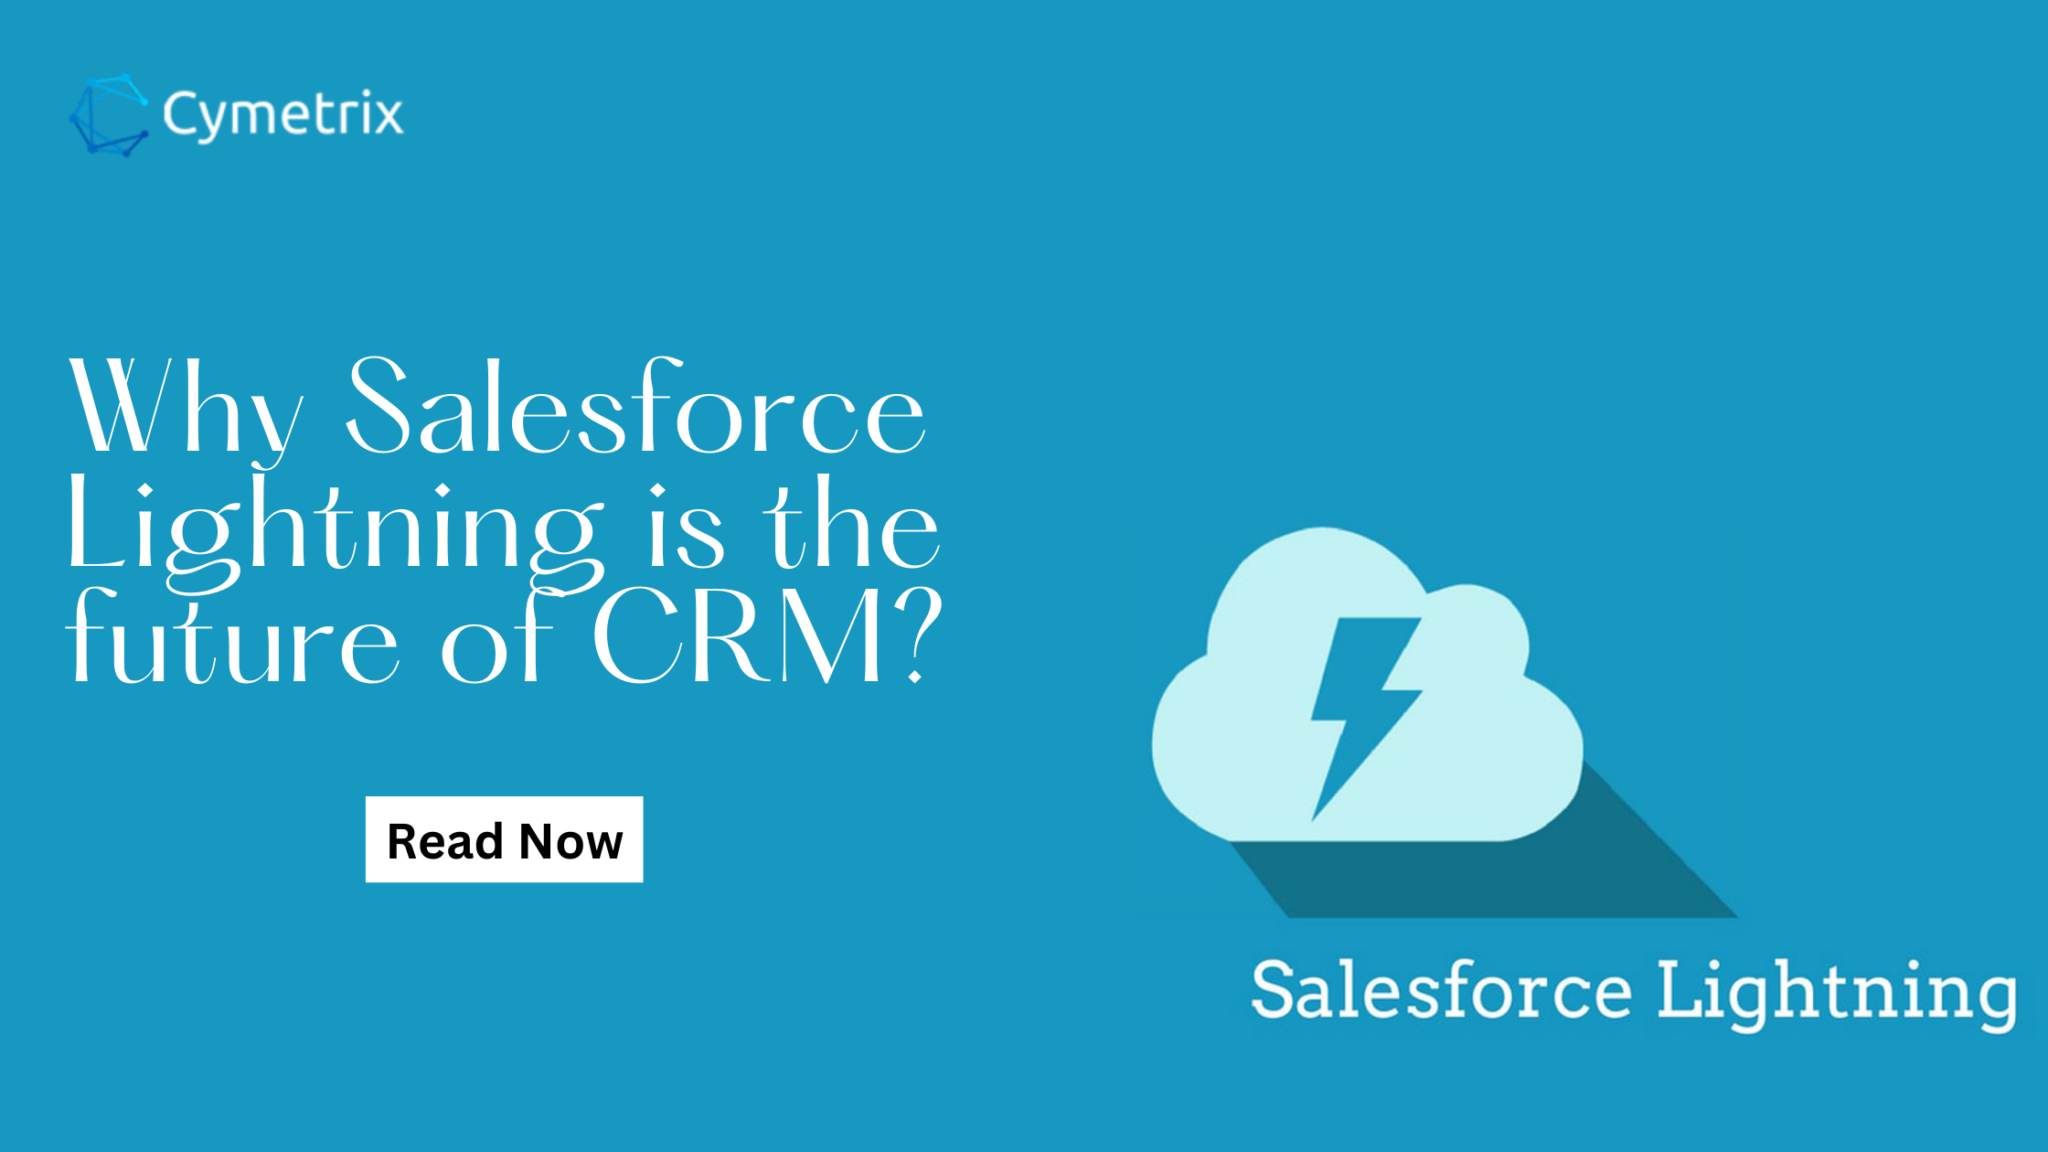 Cymetrix
Why Salesforce
Lightning is the
future of CRM?
Read Now
Salesforce Lightning